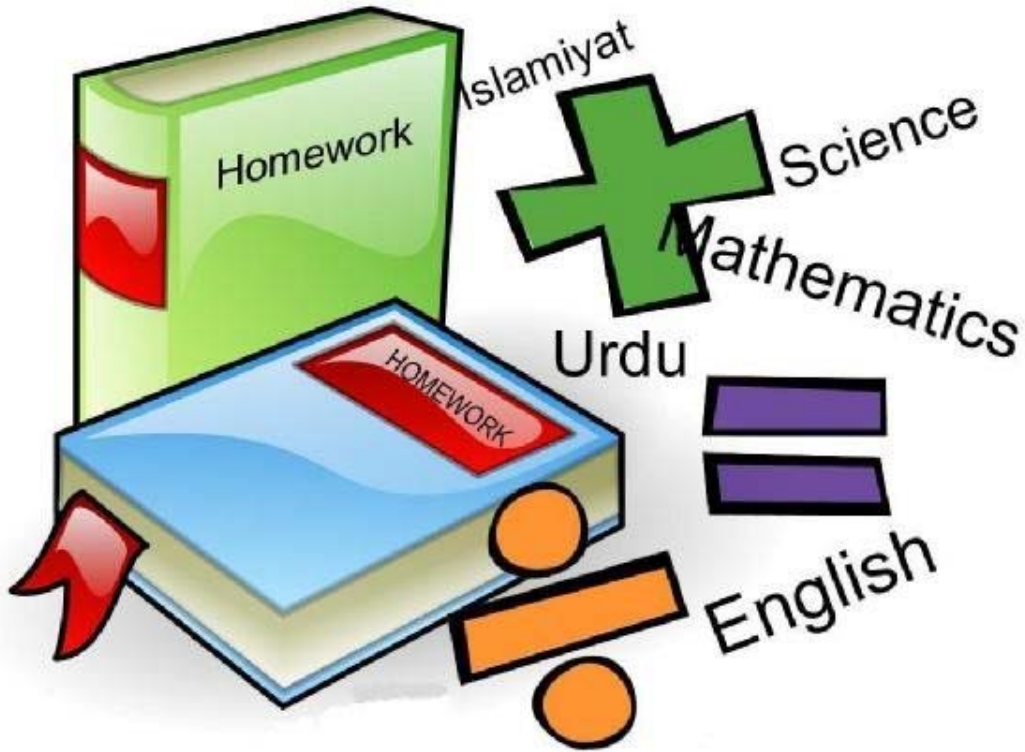 Islamiyat
Homework
Science
Mathematics
Urdu
HOMEWORK
English